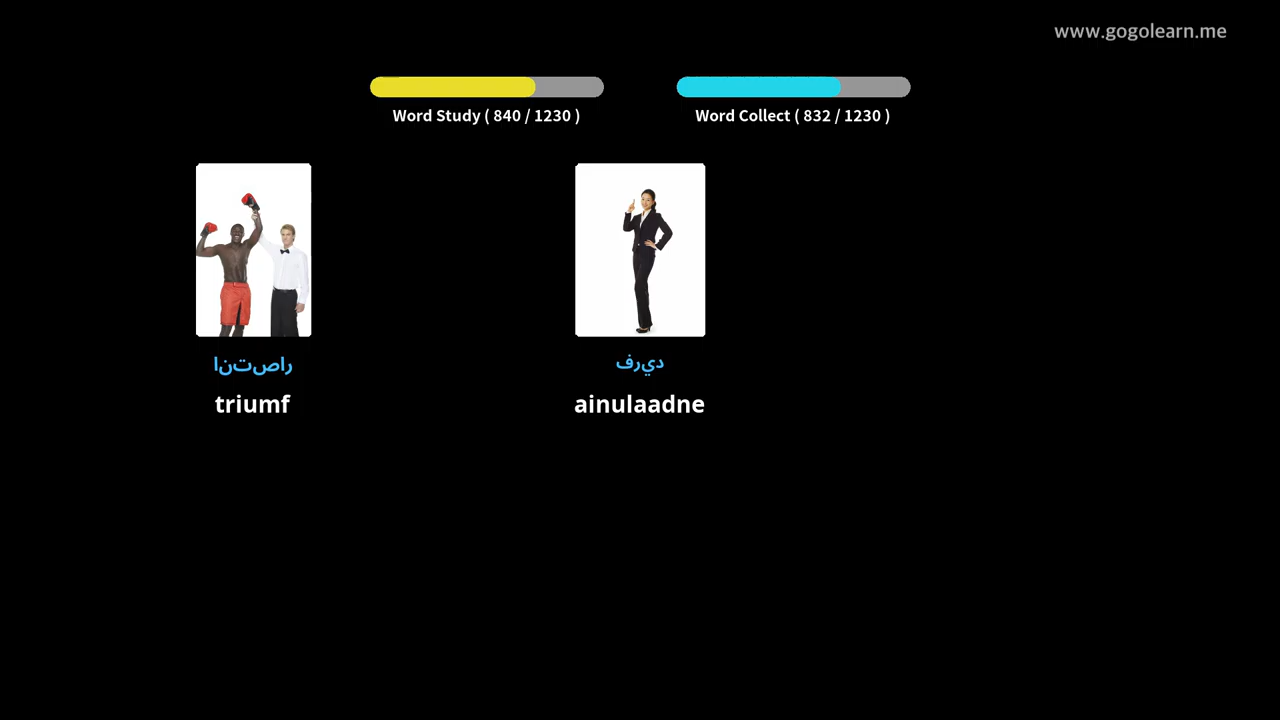 www.gogolearn.me
Word Study ( 840 / 1230 )
Word Collect ( 832 / 1230 )
انتصار
فريد
triumf
ainulaadne